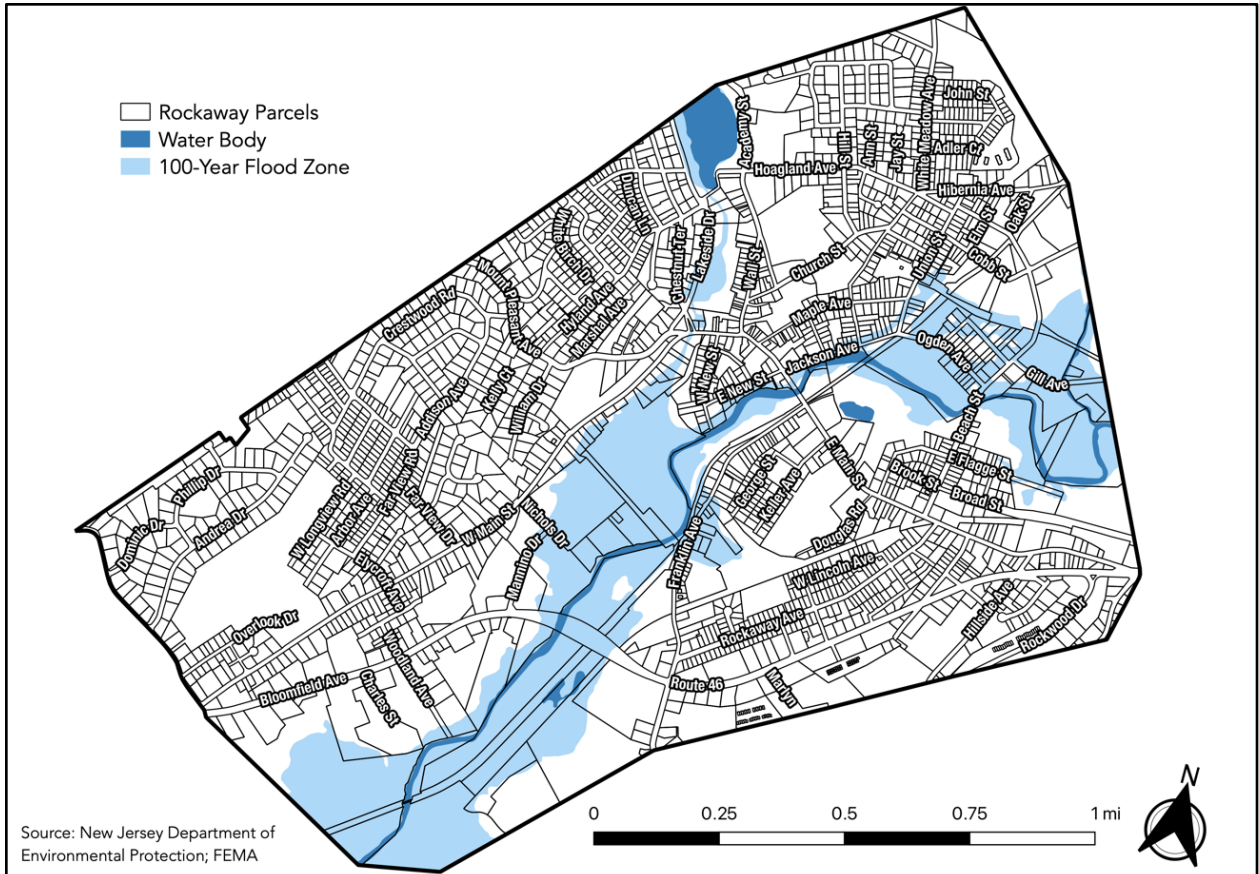 Rockaway Parcels
Water Body
100-Year Flood Zone
Academy St
John St
White Meadow Ave
Hill St
Ann St
Jay St
Adler Ct
Hoagland Ave
Hibernia Ave
Oak St
Elm St
Cobb St
Union St
Duncan Ln
Birch Dr
Chestnut Ter
Lakeside Dr
Wall St
Church St
Mount Pleasant Ave
Hyland Ave
Marshal Ave
Crestwood Rd
Maple Ave
Jackson Ave
Ogden Ave
Gill Ave
W New St
E New St
Beach St
Kelly Ct
William Dr
Addison Ave
E Main St
E Flagge St
Brook St
Broad St
George St
Keller Ave
Douglas Rd
Phillip Dr
Dominic Dr
Andrea Dr
W Longview Rd
Arbor Ave
Fairview Rd
Fairview Dr
W Main St
Nichols Dr
Mannino Dr
Franklin Ave
W Lincoln Ave
Elycroft Ave
Rockaway Ave
Hillside Ave
Rockwood Dr
Overlook Dr
Woodland Ave
Bloomfield Ave
Charles St
Route 46
Marlyn
N
0 0.25 0.5 0.75 1 mi
Source: New Jersey Department of
Environmental Protection; FEMA